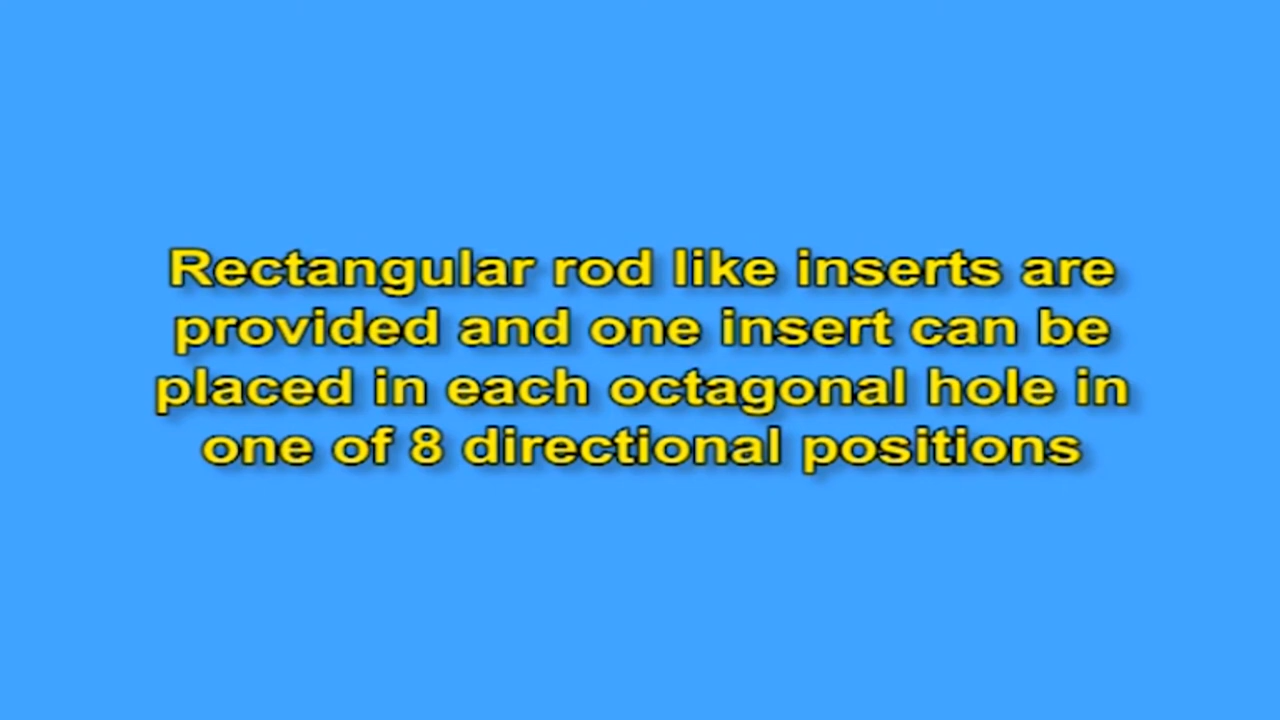 Rectangular rod like inserts are
provided and one insert can be
placed in each octagonal hole in
one of 8 directional positions